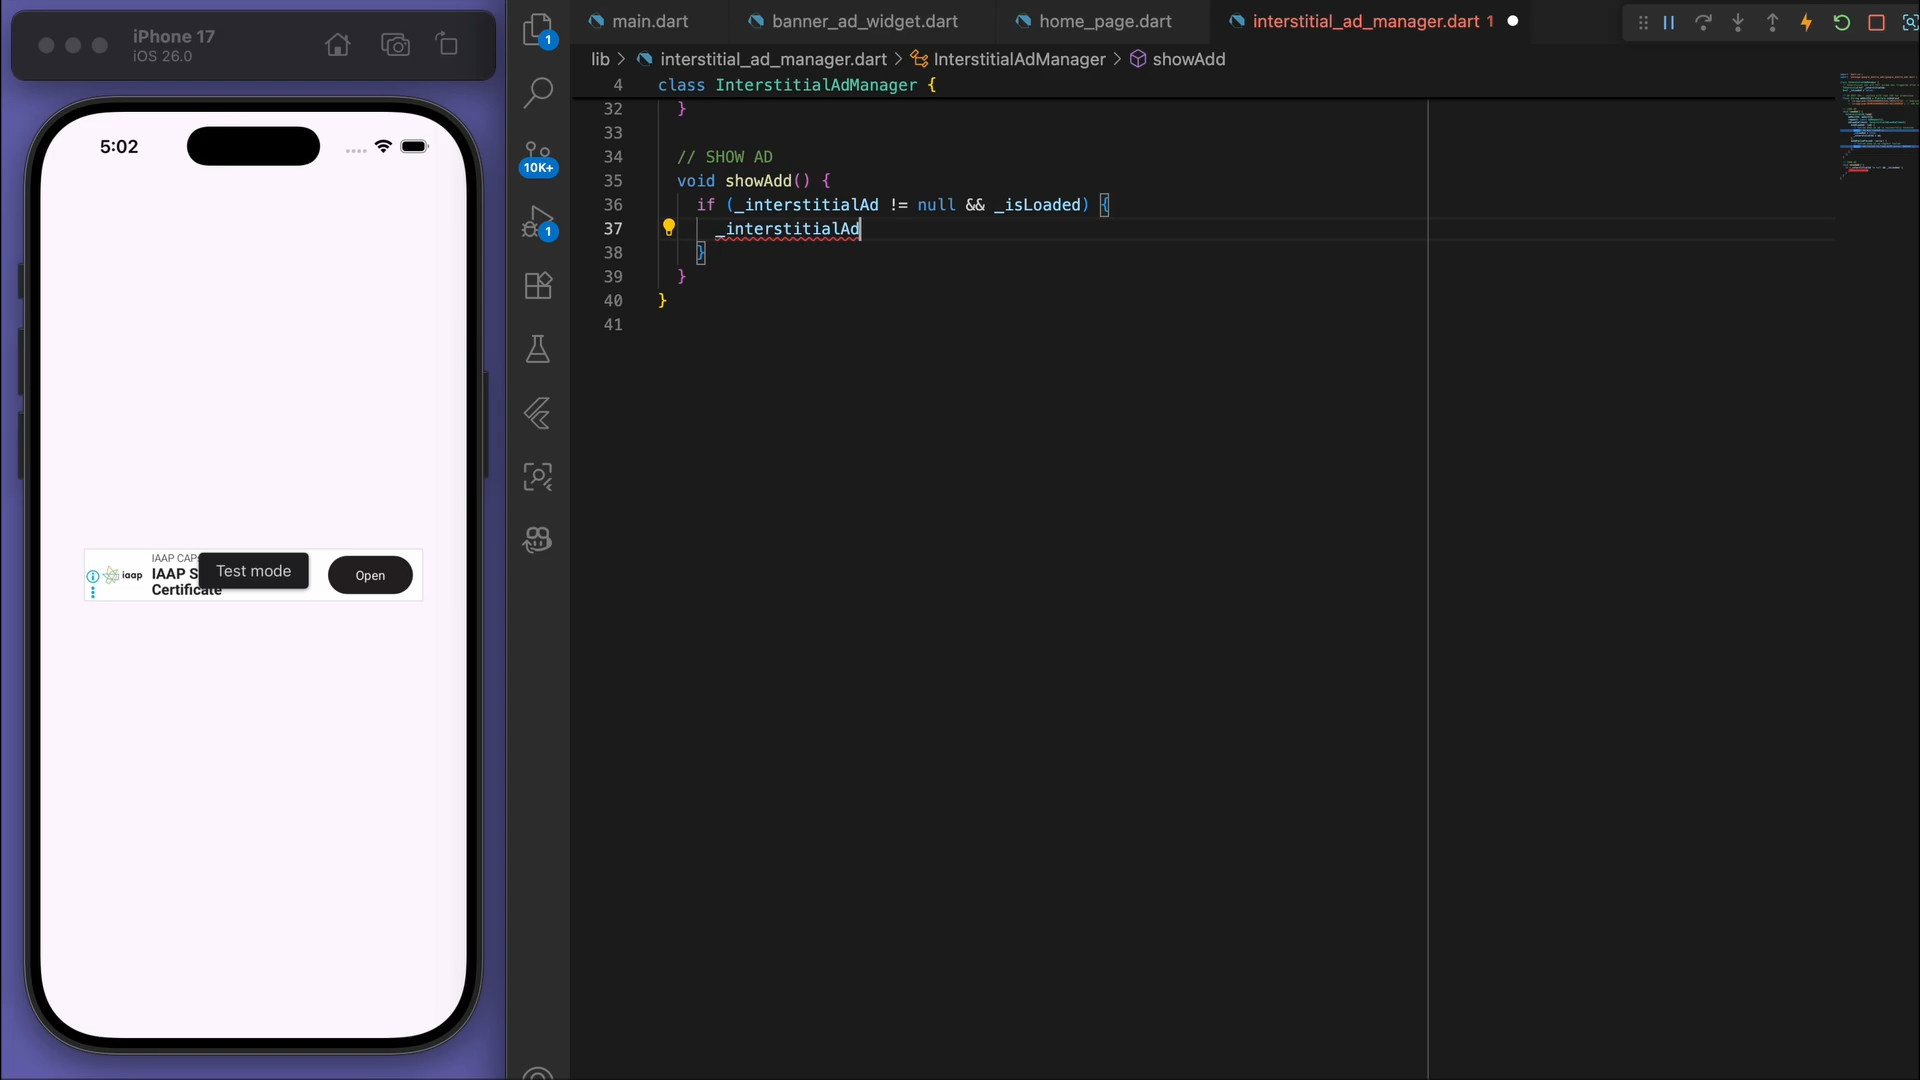 iPhone 17
iOS 26.0
5:02
IAAP CAP
IAAP S
Certificate
iaap
Test mode
Open
1
10K+
1
main.dart
banner_ad_widget.dart
home_page.dart
interstitial_ad_manager.dart 1
lib > interstitial_ad_manager.dart > InterstitialAdManager > showAdd
4 class InterstitialAdManager {
32 }
33
34 // SHOW AD
35 void showAdd() {
36 if (_interstitialAd != null && _isLoaded) {
37 _interstitialAd
38 }
39 }
40 }
41